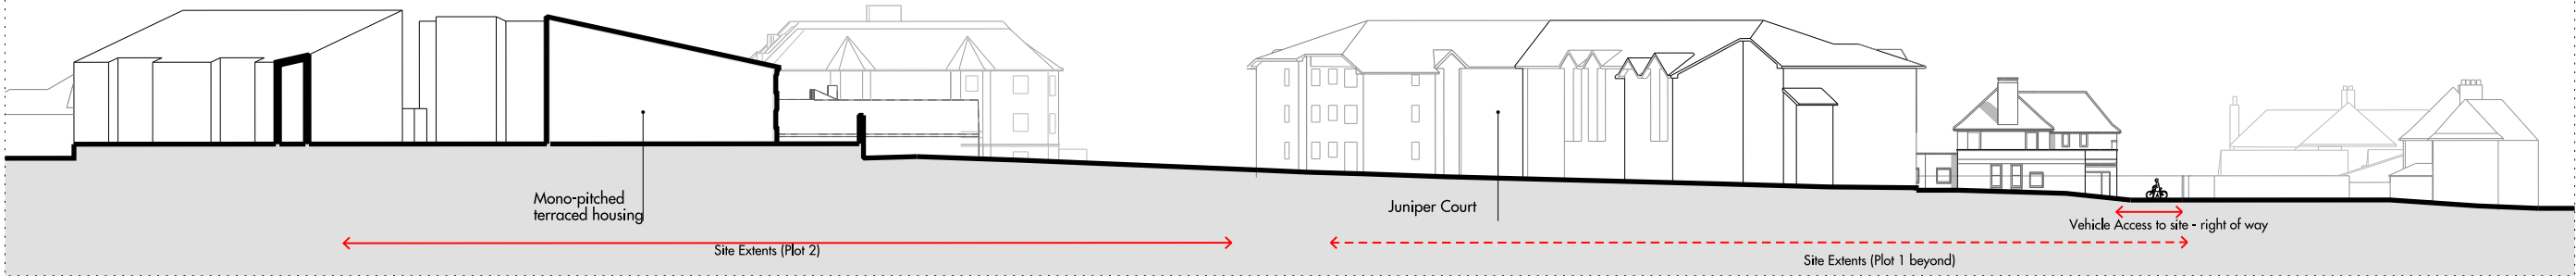 Mono-pitched
terraced housing
Juniper Court
Vehicle Access to site - right of way
Site Extents (Plot 2)
Site Extents (Plot 1 beyond)